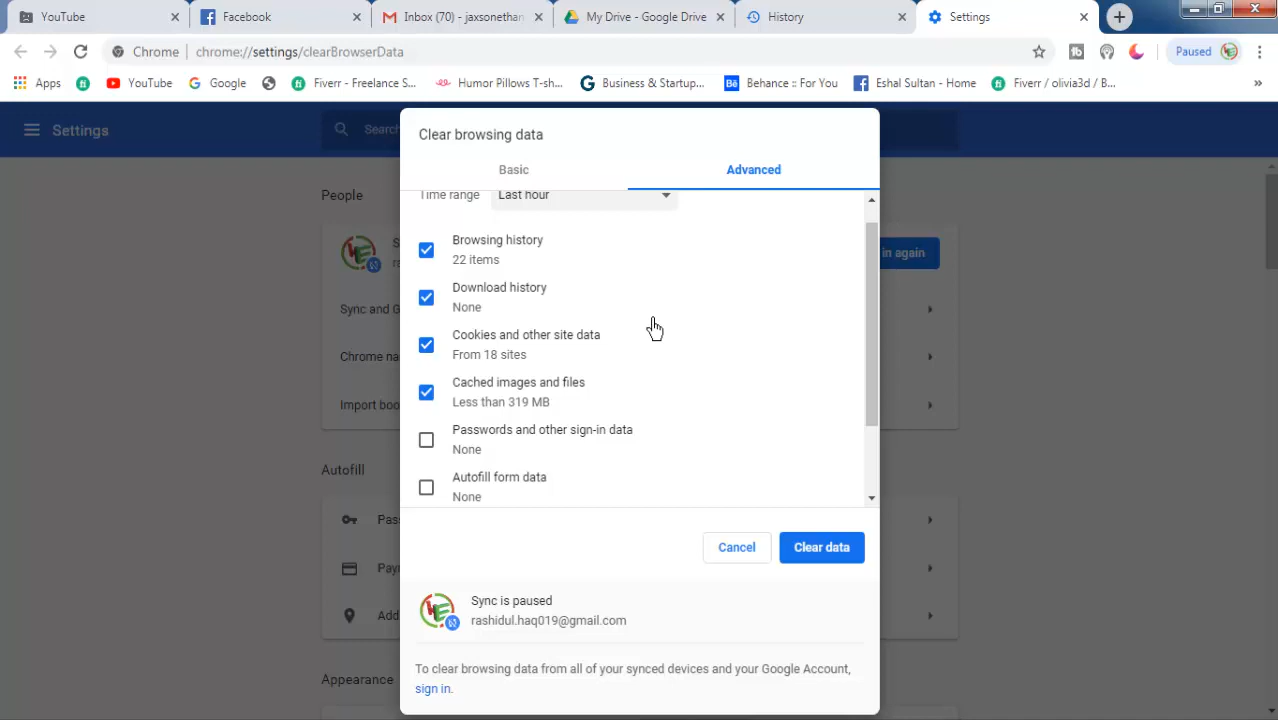 YouTube
Facebook
Inbox (70) - jaxsonethan
My Drive - Google Drive
History
Settings
Chrome
chrome://settings/clearBrowserData
Paused
Apps
YouTube
Google
Fiverr - Freelance S...
Humor Pillows T-sh...
Business & Startup...
Behance :: For You
Eshal Sultan - Home
Fiverr / olivia3d / B...
»
Settings
Search
Clear browsing data
Basic
Advanced
Time range
Last hour
People
Browsing history
22 items
in again
Download history
None
Sync and G
Cookies and other site data
From 18 sites
Chrome na
Cached images and files
Less than 319 MB
Import boo
Passwords and other sign-in data
None
Autofill
Autofill form data
None
Pas
Cancel
Clear data
Pay
Add
Sync is paused
rashidul.haq019@gmail.com
To clear browsing data from all of your synced devices and your Google Account,
sign in.
Appearance